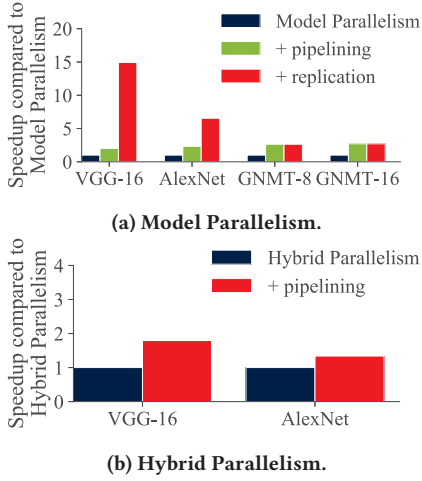 Speedup compared to
Model Parallelism
20
15
10
5
0
Model Parallelism
+ pipelining
+ replication
VGG-16 AlexNet GNMT-8 GNMT-16
(a) Model Parallelism.
Speedup compared to
Hybrid Parallelism
4
3
2
1
0
Hybrid Parallelism
+ pipelining
VGG-16 AlexNet
(b) Hybrid Parallelism.